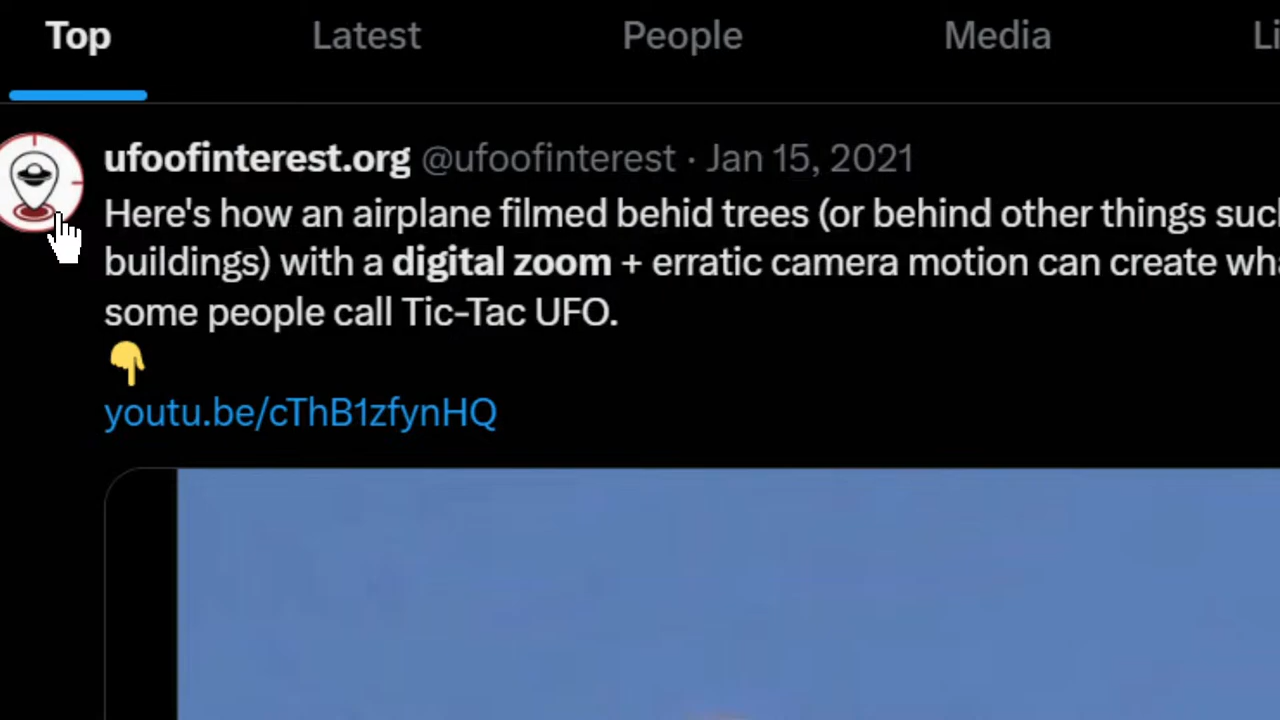 Top Latest People Media Li
ufoofinterest.org @ufoofinterest · Jan 15, 2021
Here's how an airplane filmed behid trees (or behind other things suc
buildings) with a digital zoom + erratic camera motion can create wha
some people call Tic-Tac UFO.
👇
youtu.be/cThB1zfynHQ